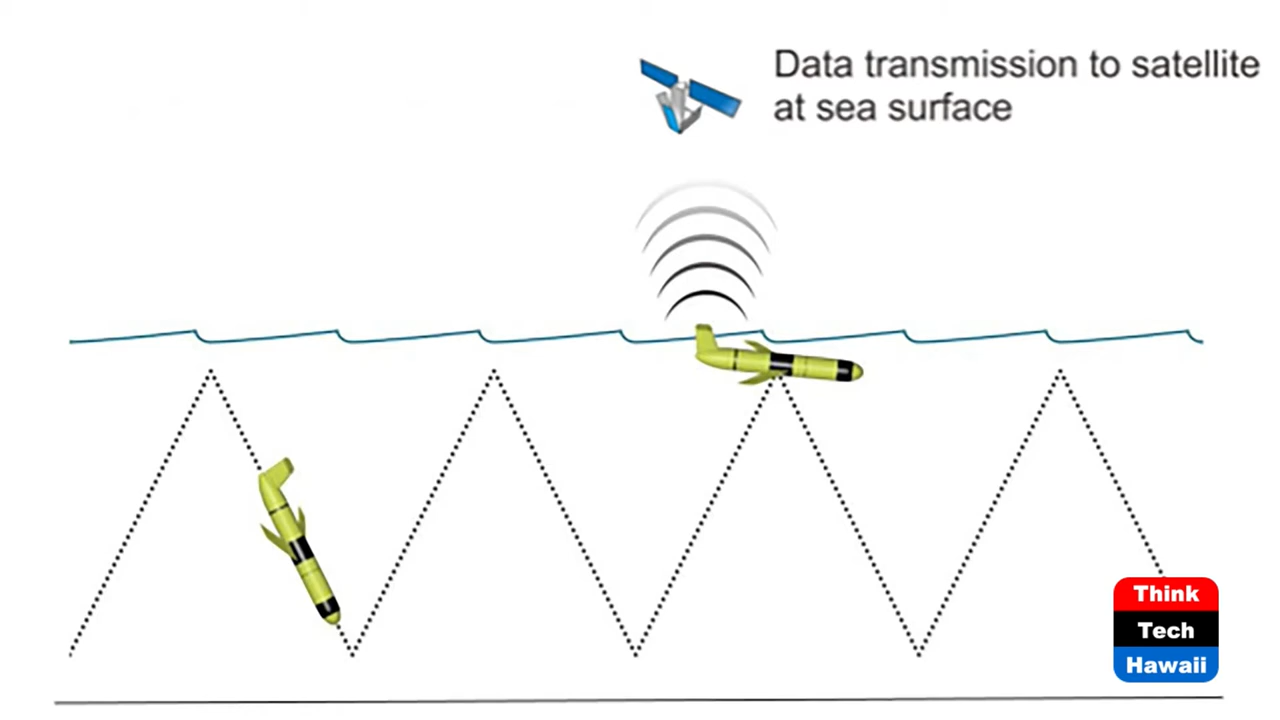 Data transmission to satellite
at sea surface
Think
Tech
Hawaii